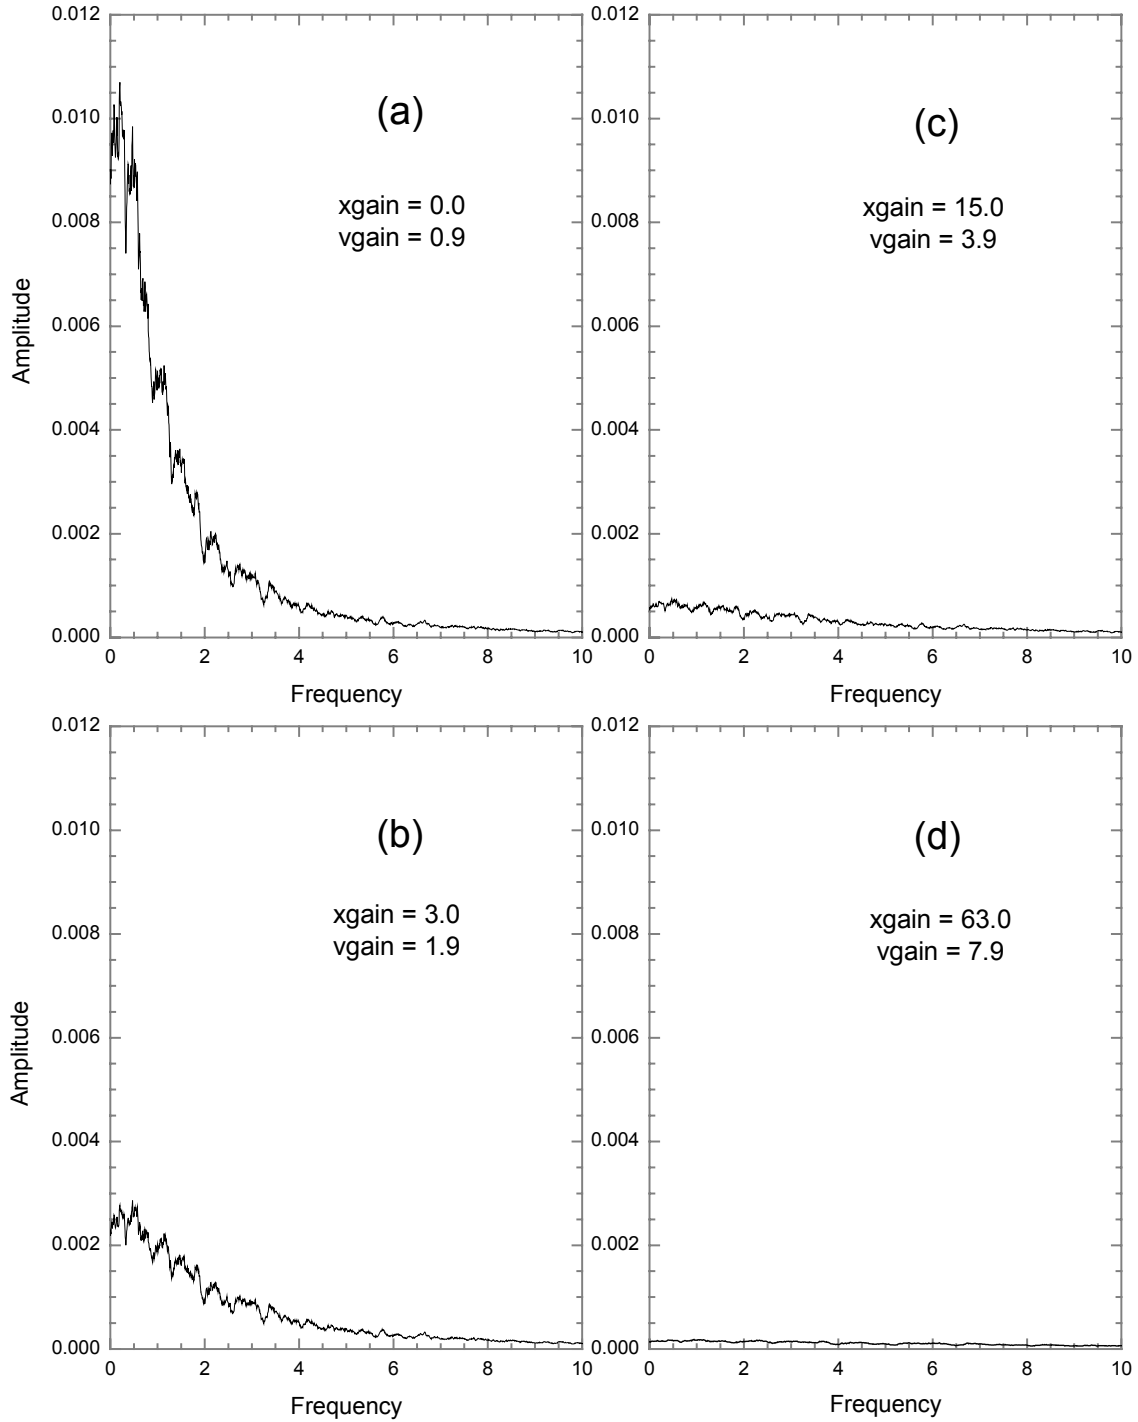 0.012
0.010
0.008
0.006
0.004
0.002
0.000
Amplitude
(a)
xgain = 0.0
vgain = 0.9
0 2 4 6 8 10
Frequency
0.012
0.010
0.008
0.006
0.004
0.002
0.000
(c)
xgain = 15.0
vgain = 3.9
0 2 4 6 8 10
Frequency
0.012
0.010
0.008
0.006
0.004
0.002
0.000
Amplitude
(b)
xgain = 3.0
vgain = 1.9
0 2 4 6 8 10
Frequency
0.012
0.010
0.008
0.006
0.004
0.002
0.000
(d)
xgain = 63.0
vgain = 7.9
0 2 4 6 8 10
Frequency